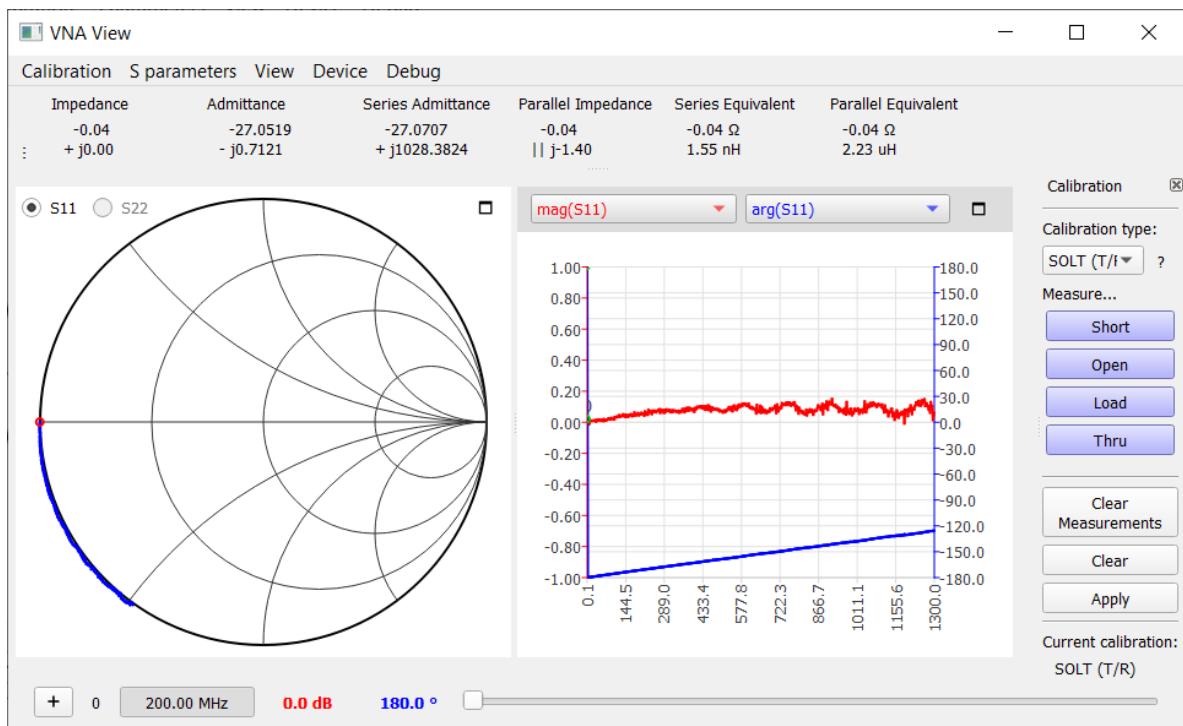 VNA View
Calibration S parameters View Device Debug
Impedance Admittance Series Admittance Parallel Impedance Series Equivalent Parallel Equivalent
-0.04 -27.0519 -27.0707 -0.04 -0.04 Ω -0.04 Ω
+ j0.00 - j0.7121 + j1028.3824 || j-1.40 1.55 nH 2.23 uH
S11 S22
mag(S11) arg(S11)
1.00 180.0
0.80 150.0
120.0
0.60
90.0
0.40 60.0
0.20 30.0
0.00 0.0
-0.20 -30.0
-60.0
-0.40
-90.0
-0.60
-120.0
-0.80 -150.0
-1.00 -180.0
0.1 144.5 289.0 433.4 577.8 722.3 866.7 1011.1 1155.6 1300.0
Calibration
Calibration type:
SOLT (T/ ?
Measure...
Short
Open
Load
Thru
Clear
Measurements
Clear
Apply
Current calibration:
SOLT (T/R)
+ 0 200.00 MHz 0.0 dB 180.0 °